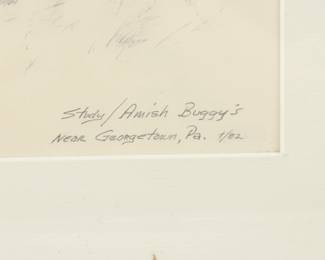 Study/Amish Buggy's
Near Georgetown, Pa. 1/82